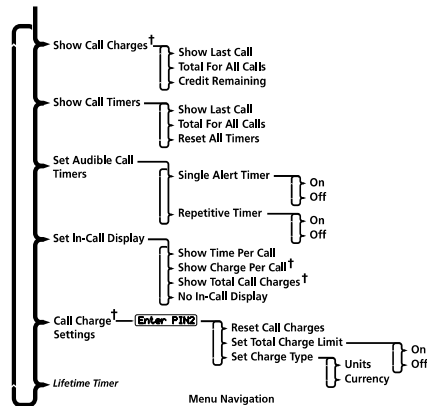 Show Call Charges†
Show Last Call
Total For All Calls
Credit Remaining
Show Call Timers
Show Last Call
Total For All Calls
Reset All Timers
Set Audible Call
Timers
Single Alert Timer
On
Off
Repetitive Timer
On
Off
Set In-Call Display
Show Time Per Call
Show Charge Per Call†
Show Total Call Charges†
No In-Call Display
Call Charge†
Settings
Enter PIN2
Reset Call Charges
Set Total Charge Limit
On
Off
Set Charge Type
Units
Currency
Lifetime Timer
Menu Navigation